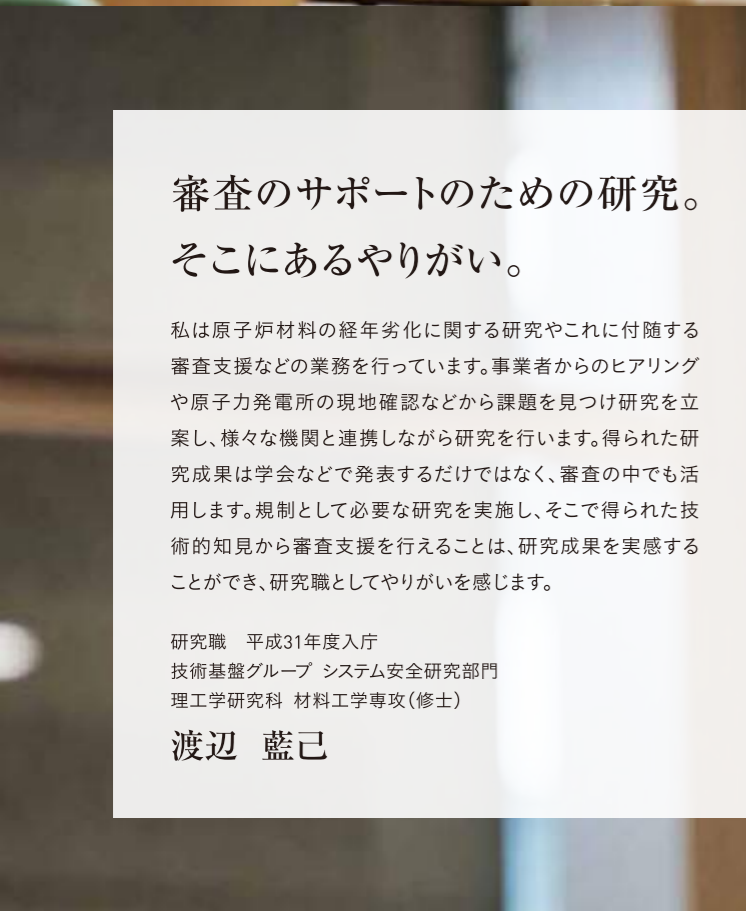 審査のサポートのための研究。
そこにあるやりがい。
私は原子炉材料の経年劣化に関する研究やこれに付随する
審査支援などの業務を行っています。事業者からのヒアリング
や原子力発電所の現地確認などから課題を見つけ研究を立
案し、様々な機関と連携しながら研究を行います。得られた研
究成果は学会などで発表するだけではなく、審査の中でも活
用します。規制として必要な研究を実施し、そこで得られた技
術的知見から審査支援を行えることは、研究成果を実感する
ことができ、研究職としてやりがいを感じます。
研究職　平成31年度入庁
技術基盤グループ システム安全研究部門
理工学研究科 材料工学専攻(修士)
渡辺 藍己